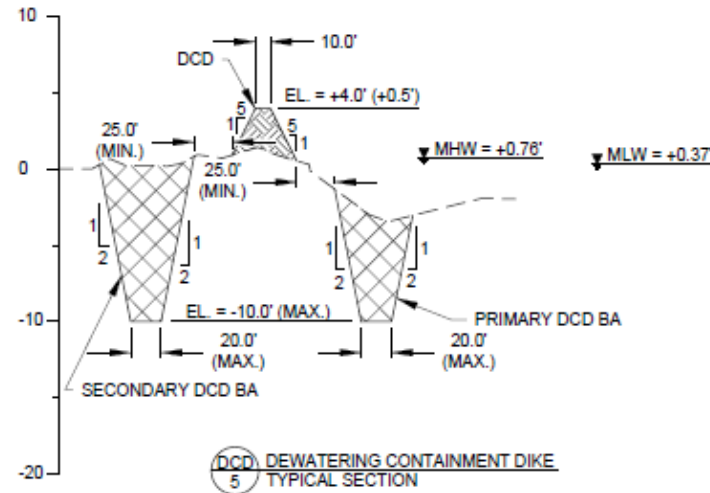 10
10.0'
DCD
EL. = +4.0' (+0.5')
5
1
5
1
25.0'
(MIN.)
MHW = +0.76'
MLW = +0.37'
0
25.0'
(MIN.)
1
2
1
2
1
2
1
2
-10
EL. = -10.0' (MAX.)
PRIMARY DCD BA
20.0'
(MAX.)
20.0'
(MAX.)
SECONDARY DCD BA
-20
DCD
5
DEWATERING CONTAINMENT DIKE
TYPICAL SECTION